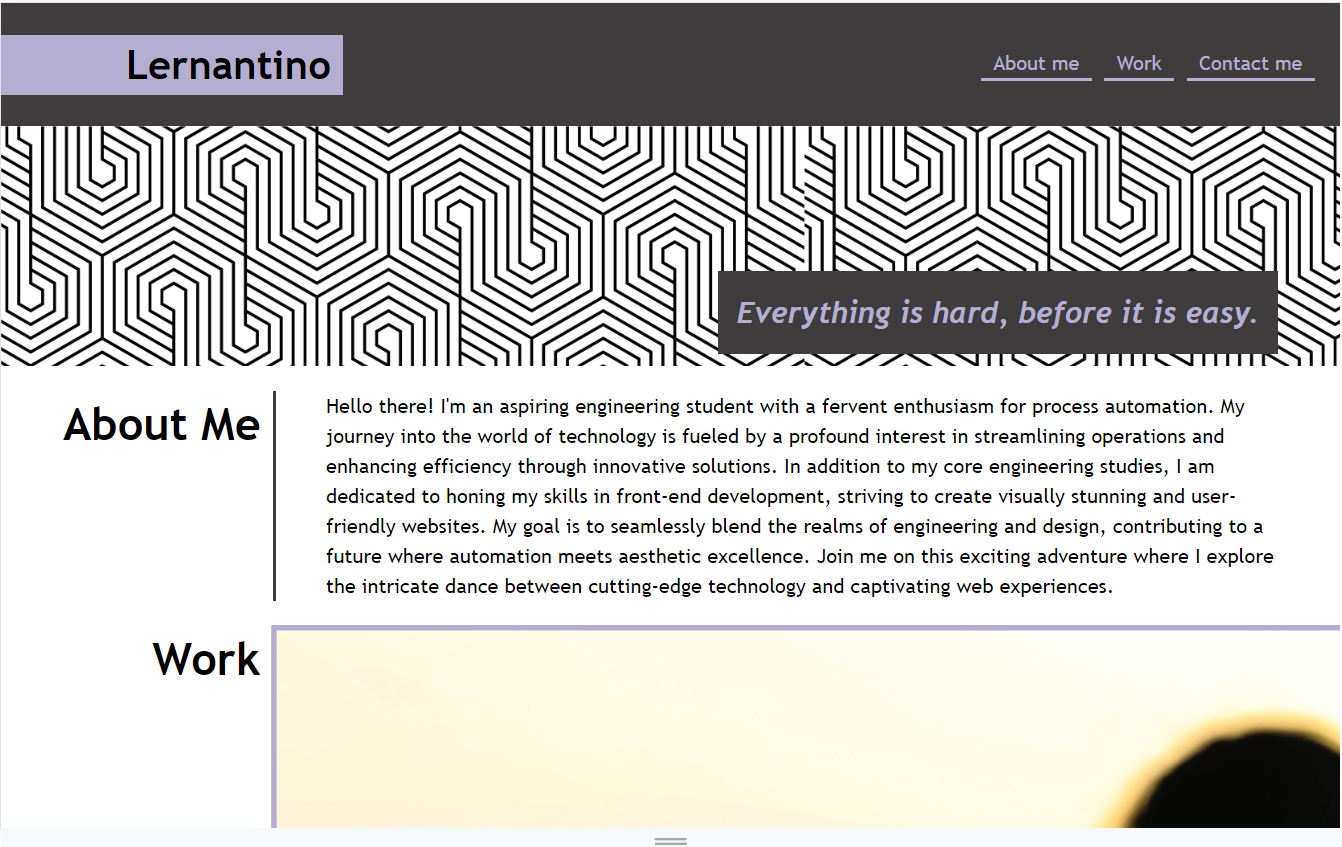 Lernantino
About me
Work
Contact me
Everything is hard, before it is easy.
About Me
Hello there! I'm an aspiring engineering student with a fervent enthusiasm for process automation. My
journey into the world of technology is fueled by a profound interest in streamlining operations and
enhancing efficiency through innovative solutions. In addition to my core engineering studies, I am
dedicated to honing my skills in front-end development, striving to create visually stunning and user-
friendly websites. My goal is to seamlessly blend the realms of engineering and design, contributing to a
future where automation meets aesthetic excellence. Join me on this exciting adventure where I explore
the intricate dance between cutting-edge technology and captivating web experiences.
Work